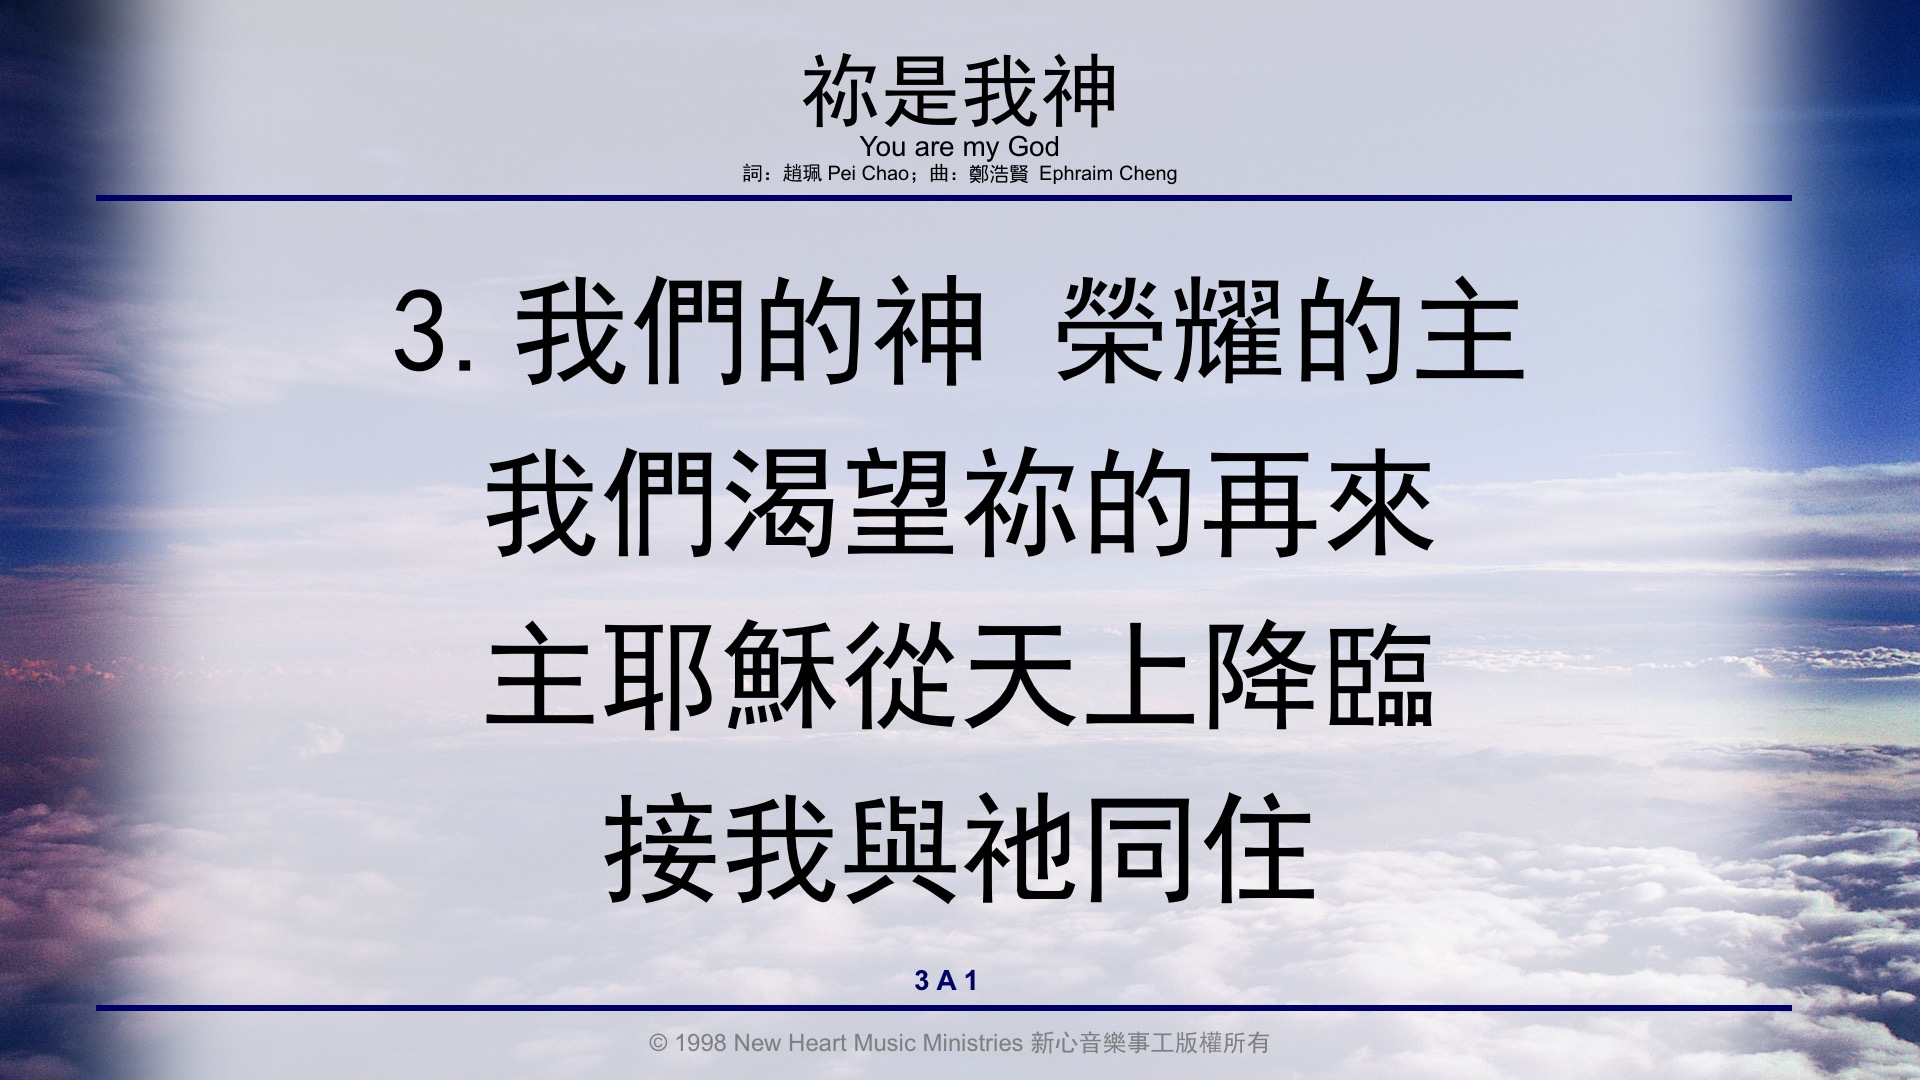 祢是我神
You are my God
詞：趙珮 Pei Chao；曲：鄭浩賢 Ephraim Cheng
3. 我們的神 榮耀的主
我們渴望祢的再來
主耶穌從天上降臨
接我與祂同住
3 A 1
© 1998 New Heart Music Ministries 新心音樂事工版權所有